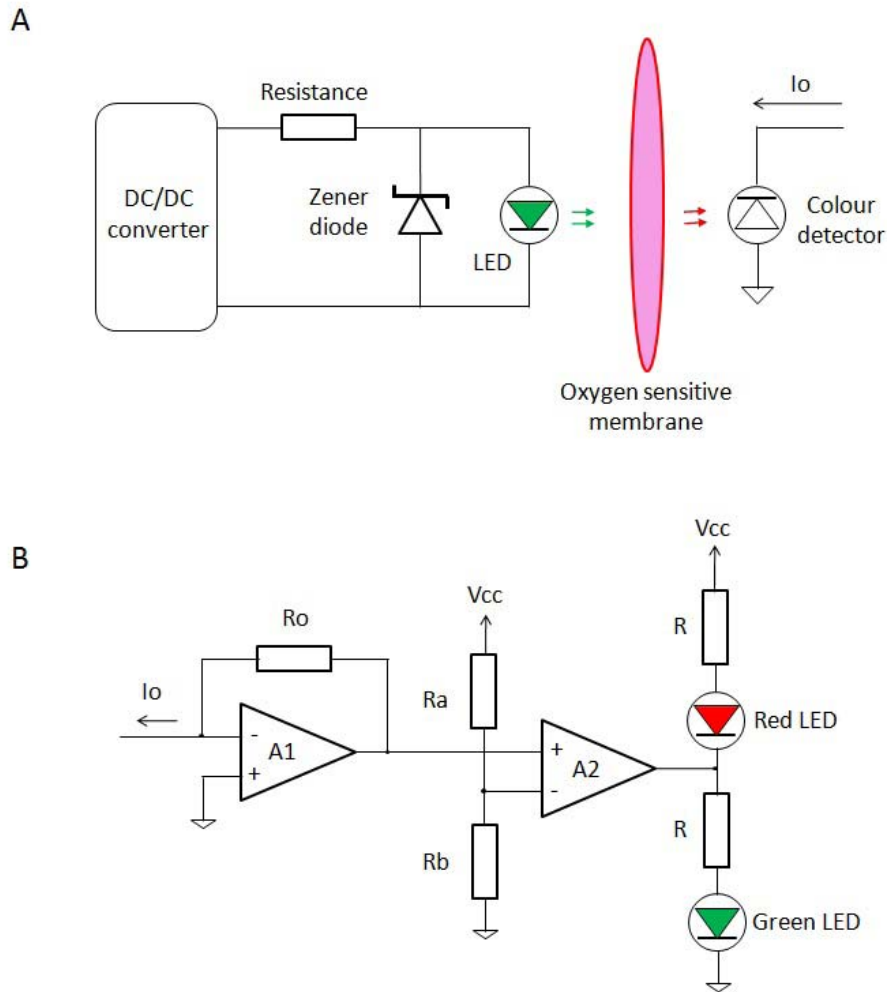 A
Resistance
Io
DC/DC
converter
Zener
diode
LED
Colour
detector
Oxygen sensitive
membrane
B
Vcc
Vcc
Ro
R
Io
Ra
Red LED
-
A1
+
+
A2
-
R
Rb
Green LED